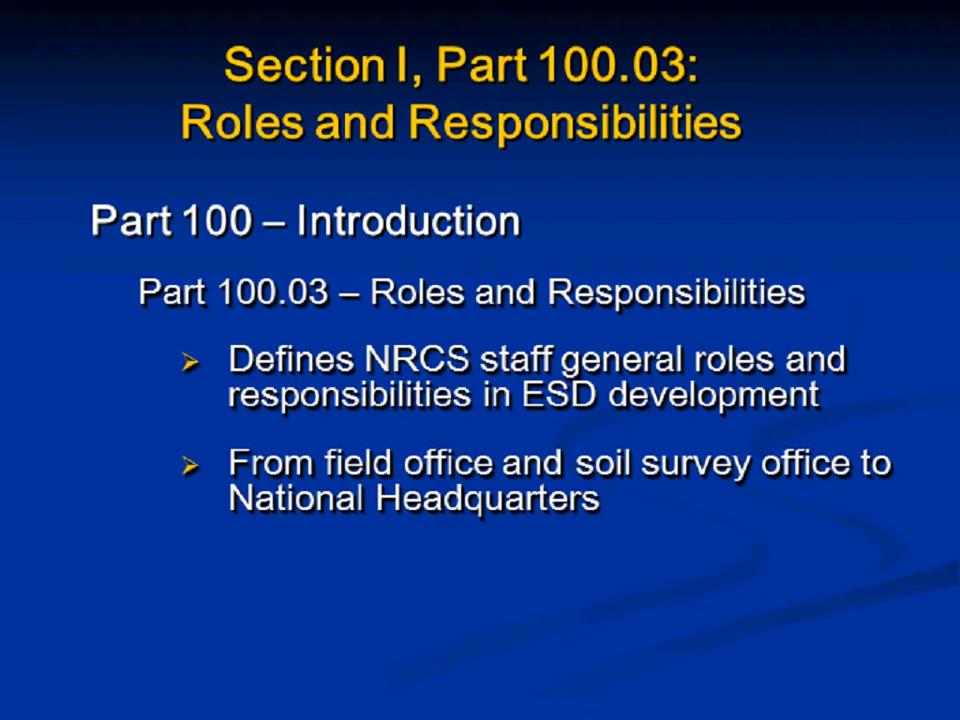 Section I, Part 100.03:
Roles and Responsibilities
Part 100 – Introduction
Part 100.03 – Roles and Responsibilities
Defines NRCS staff general roles and
responsibilities in ESD development
From field office and soil survey office to
National Headquarters